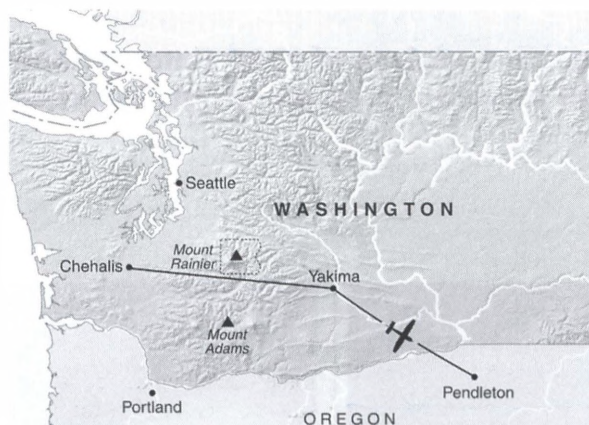 Seattle
WASHINGTON
Mount
Rainier
Chehalis
Yakima
Mount
Adams
Pendleton
Portland
OREGON